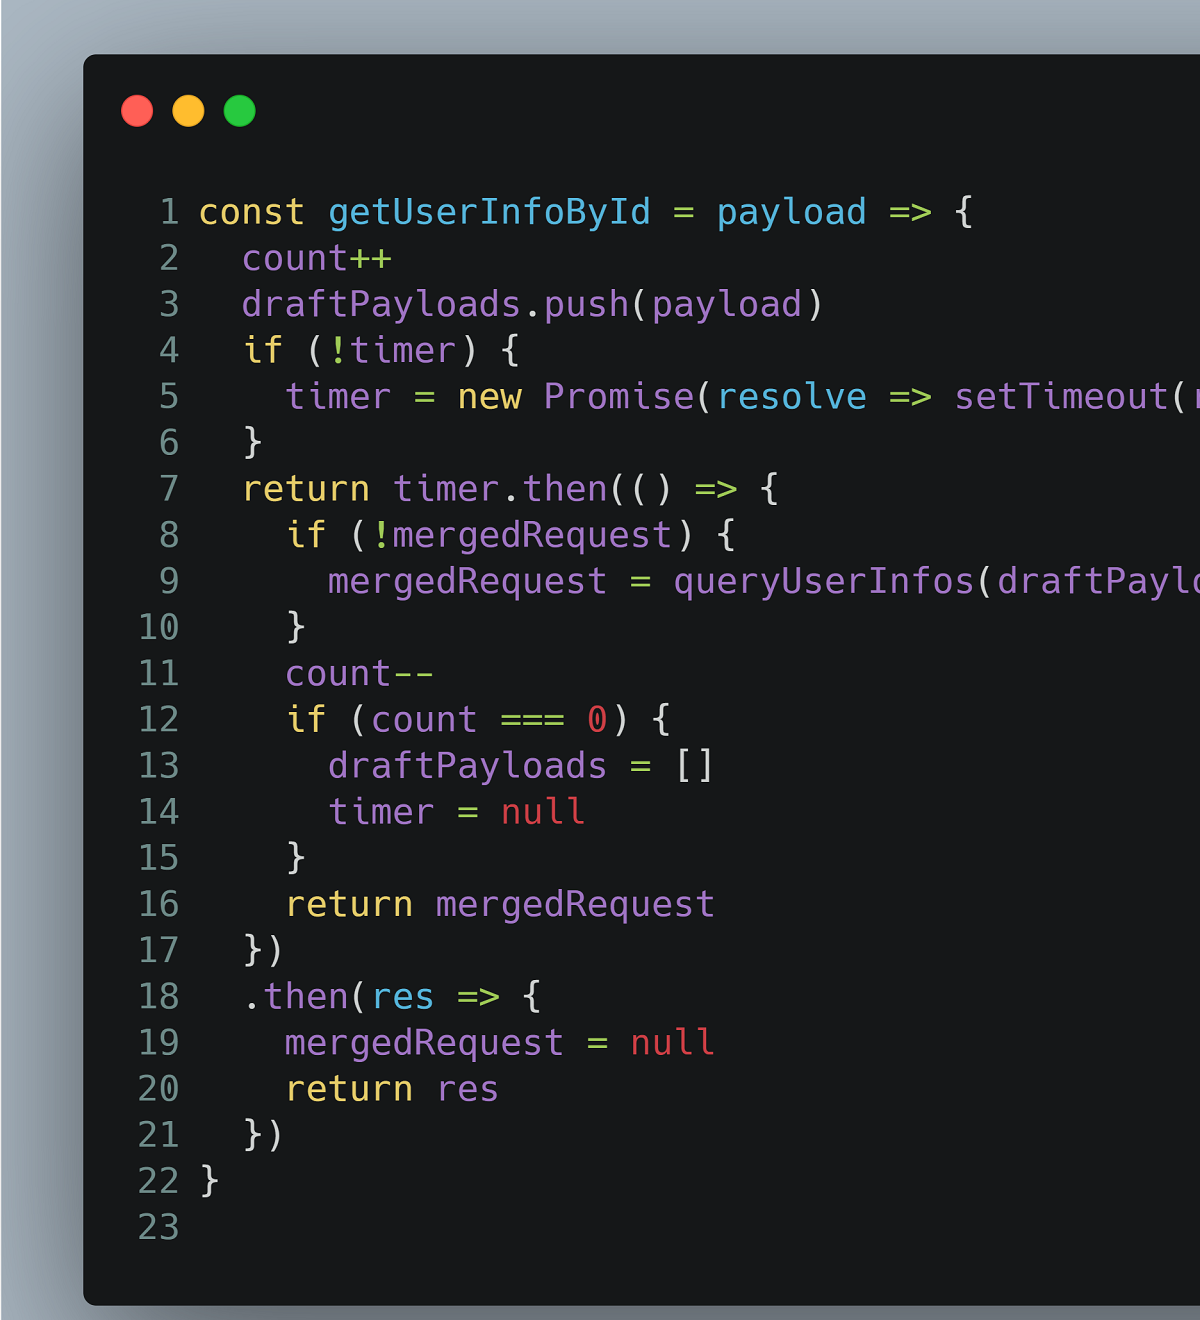 1 const getUserInfoById = payload => {
2   count++
3   draftPayloads.push(payload)
4   if (!timer) {
5     timer = new Promise(resolve => setTimeout(
6   }
7   return timer.then(() => {
8     if (!mergedRequest) {
9       mergedRequest = queryUserInfos(draftPaylo
10     }
11     count--
12     if (count === 0) {
13       draftPayloads = []
14       timer = null
15     }
16     return mergedRequest
17   })
18   .then(res => {
19     mergedRequest = null
20     return res
21   })
22 }
23